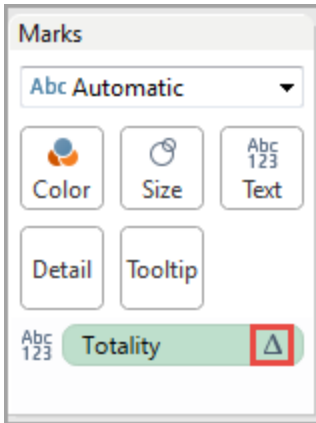 Marks
Abc Automatic
Color
Size
Abc
123
Text
Detail
Tooltip
Abc
123
Totality Δ